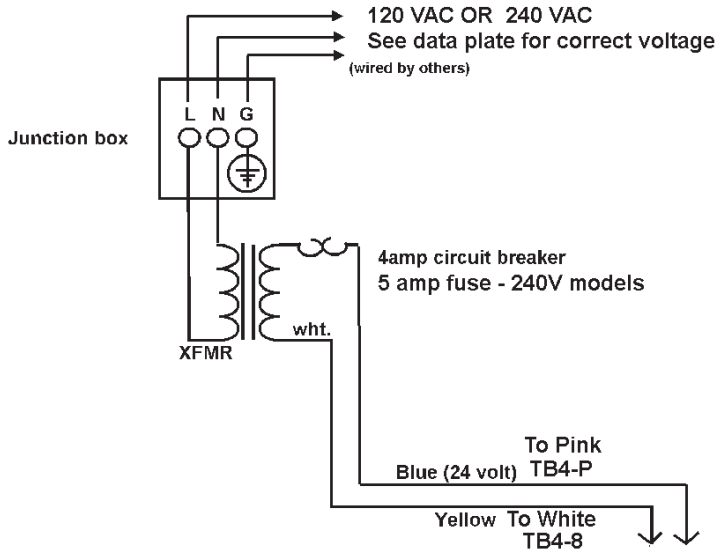 120 VAC OR 240 VAC
See data plate for correct voltage
(wired by others)
L N G
Junction box
4amp circuit breaker
5 amp fuse - 240V models
wht.
XFMR
To Pink
Blue (24 volt) TB4-P
Yellow To White
TB4-8